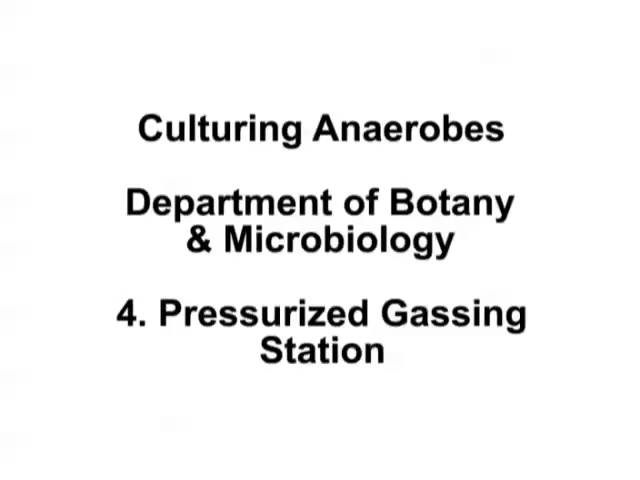 Culturing Anaerobes
Department of Botany
& Microbiology
4. Pressurized Gassing
Station